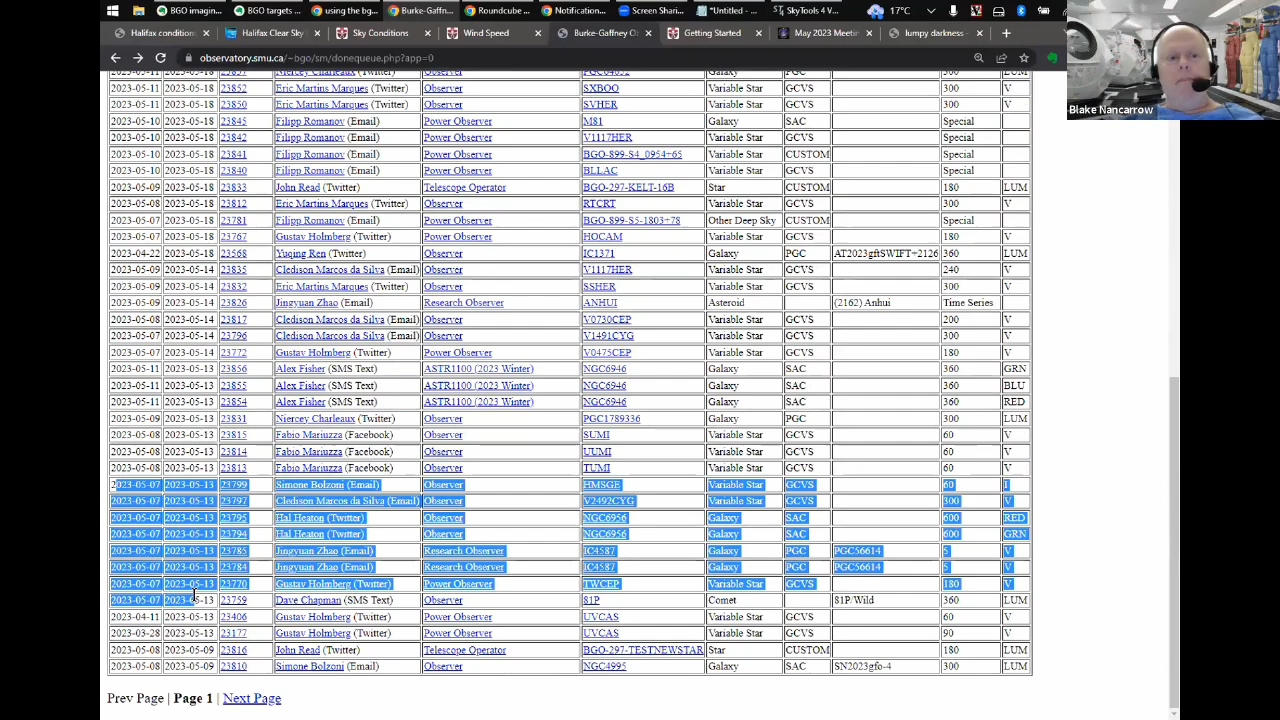 BGO imagin... BGO targets using the bg... Burke-Gaffn... Roundcube Notification... Screen Shari... *Untitled - SkyTools 4 V... 17°C
Halifax condition Halifax Clear Sky Sky Conditions Wind Speed Burke-Gaffney O Getting Started May 2023 Meetin lumpy darkness -
observatory.smu.ca/~bgo/sm/donequeue.php?app=0
Blake Nancarrow
2023-05-11 2023-05-18 23857 Niercey Charleaux (Twitter) Observer Galaxy PGC 300 LUM
2023-05-11 2023-05-18 23852 Eric Martins Marques (Twitter) Observer SXBOO Variable Star GCVS 300 V
2023-05-11 2023-05-18 23850 Eric Martins Marques (Twitter) Observer SVHER Variable Star GCVS 300 V
2023-05-10 2023-05-18 23845 Filipp Romanov (Email) Power Observer M81 Galaxy SAC Special
2023-05-10 2023-05-18 23842 Filipp Romanov (Email) Power Observer V1117HER Variable Star GCVS Special
2023-05-10 2023-05-18 23841 Filipp Romanov (Email) Power Observer BGO-899-S4_0954+65 Variable Star CUSTOM Special
2023-05-10 2023-05-18 23840 Filipp Romanov (Email) Power Observer BLLAC Variable Star GCVS Special
2023-05-09 2023-05-18 23833 John Read (Twitter) Telescope Operator BGO-297-KELT-16B Star CUSTOM 180 LUM
2023-05-08 2023-05-18 23812 Eric Martins Marques (Twitter) Observer RTCRT Variable Star GCVS 300 V
2023-05-07 2023-05-18 23781 Filipp Romanov (Email) Power Observer BGO-899-S5-1803+78 Other Deep Sky CUSTOM Special
2023-05-07 2023-05-18 23767 Gustav Holmberg (Twitter) Power Observer HOCAM Variable Star GCVS 180 V
2023-04-22 2023-05-18 23568 Yuqing Ren (Twitter) Observer IC1371 Galaxy PGC AT2023gftSWIFT+2126 360 LUM
2023-05-09 2023-05-14 23835 Cledison Marcos da Silva (Email) Observer V1117HER Variable Star GCVS 240 V
2023-05-09 2023-05-14 23832 Eric Martins Marques (Twitter) Observer SSHER Variable Star GCVS 300 V
2023-05-09 2023-05-14 23826 Jingyuan Zhao (Email) Research Observer ANHUI Asteroid (2162) Anhui Time Series
2023-05-08 2023-05-14 23817 Cledison Marcos da Silva (Email) Observer V0730CEP Variable Star GCVS 200 V
2023-05-07 2023-05-14 23796 Cledison Marcos da Silva (Email) Observer V1491CYG Variable Star GCVS 300 V
2023-05-07 2023-05-14 23772 Gustav Holmberg (Twitter) Power Observer V0475CEP Variable Star GCVS 180 V
2023-05-11 2023-05-13 23856 Alex Fisher (SMS Text) ASTR1100 (2023 Winter) NGC6946 Galaxy SAC 360 GRN
2023-05-11 2023-05-13 23855 Alex Fisher (SMS Text) ASTR1100 (2023 Winter) NGC6946 Galaxy SAC 360 BLU
2023-05-11 2023-05-13 23854 Alex Fisher (SMS Text) ASTR1100 (2023 Winter) NGC6946 Galaxy SAC 360 RED
2023-05-09 2023-05-13 23831 Niercey Charleaux (Twitter) Observer PGC1789336 Galaxy PGC 300 LUM
2023-05-08 2023-05-13 23815 Fabio Mariuzza (Facebook) Observer SUMI Variable Star GCVS 60 V
2023-05-08 2023-05-13 23814 Fabio Mariuzza (Facebook) Observer UUMI Variable Star GCVS 60 V
2023-05-08 2023-05-13 23813 Fabio Mariuzza (Facebook) Observer TUMI Variable Star GCVS 60 V
2023-05-07 2023-05-13 23799 Simone Bolzoni (Email) Observer HMSGE Variable Star GCVS 60 I
2023-05-07 2023-05-13 23797 Cledison Marcos da Silva (Email) Observer V2492CYG Variable Star GCVS 300 V
2023-05-07 2023-05-13 23795 Hal Heaton (Twitter) Observer NGC6956 Galaxy SAC 600 RED
2023-05-07 2023-05-13 23794 Hal Heaton (Twitter) Observer NGC6956 Galaxy SAC 600 GRN
2023-05-07 2023-05-13 23785 Jingyuan Zhao (Email) Research Observer IC4587 Galaxy PGC PGC56614 5 V
2023-05-07 2023-05-13 23784 Jingyuan Zhao (Email) Research Observer IC4587 Galaxy PGC PGC56614 5 V
2023-05-07 2023-05-13 23770 Gustav Holmberg (Twitter) Power Observer TWCEP Variable Star GCVS 180 V
2023-05-07 2023-05-13 23759 Dave Chapman (SMS Text) Observer 81P Comet 81P/Wild 360 LUM
2023-04-11 2023-05-13 23406 Gustav Holmberg (Twitter) Power Observer UVCAS Variable Star GCVS 60 V
2023-03-28 2023-05-13 23177 Gustav Holmberg (Twitter) Power Observer UVCAS Variable Star GCVS 90 V
2023-05-08 2023-05-09 23816 John Read (Twitter) Telescope Operator BGO-297-TESTNEWSTAR Star CUSTOM 180 LUM
2023-05-08 2023-05-09 23810 Simone Bolzoni (Email) Observer NGC4995 Galaxy SAC SN2023gfo-4 300 LUM
Prev Page | Page 1 | Next Page